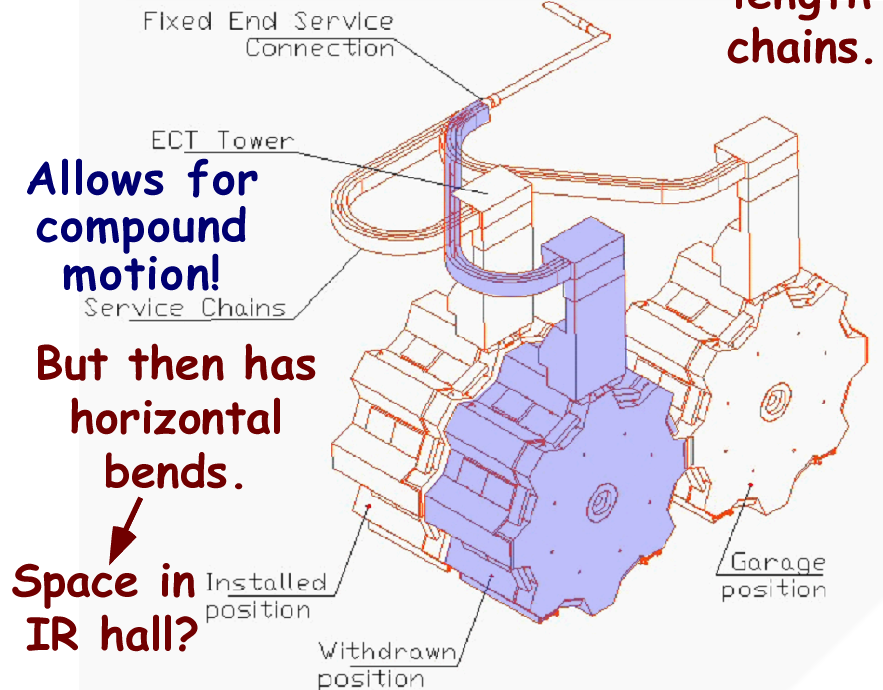 length
chains.
Fixed End Service
Connection
ECT Tower
Allows for
compound
motion!
Service Chains
But then has
horizontal
bends.
Space in
IR hall?
Installed
position
Withdrawn
position
Garage
position